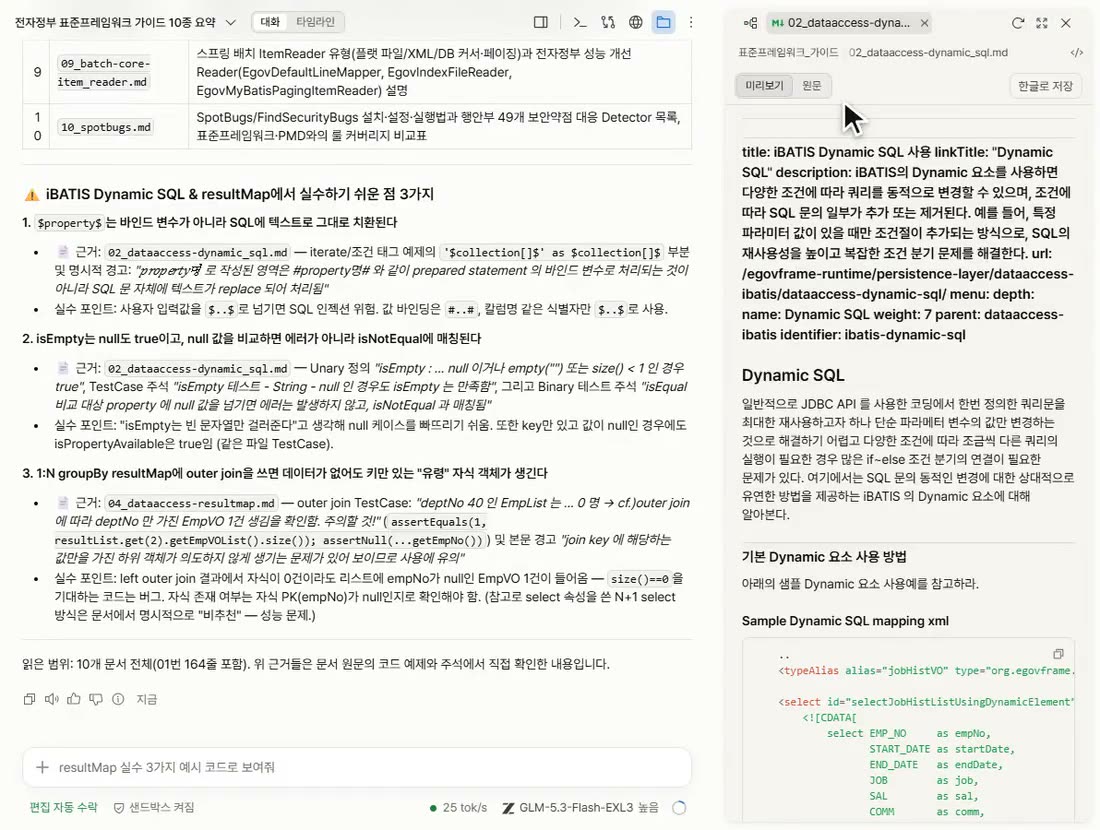 전자정부 표준프레임워크 가이드 10종 요약
대화 타임라인
9
09_batch-core-
item_reader.md
스프링 배치 ItemReader 유형(플랫 파일/XML/DB 커서·페이징)과 전자정부 성능 개선
Reader(EgovDefaultLineMapper, EgovIndexFileReader,
EgovMyBatisPagingItemReader) 설명
1
0
10_spotbugs.md
SpotBugs/FindSecurityBugs 설치·설정·실행법과 행안부 49개 보안약점 대응 Detector 목록,
표준프레임워크·PMD와의 룰 커버리지 비교표
iBATIS Dynamic SQL & resultMap에서 실수하기 쉬운 점 3가지
1. $property$ 는 바인드 변수가 아니라 SQL에 텍스트로 그대로 치환된다
• 근거: 02_dataaccess-dynamic_sql.md — iterate/조건 태그 예제의 '$collection[]$' as $collection[]$ 부분
및 명시적 경고: "property 로 작성된 영역은 #property명# 와 같이 prepared statement 의 바인드 변수로 처리되는 것이
아니라 SQL 문 자체에 텍스트가 replace 되어 처리됨"
• 실수 포인트: 사용자 입력값을 $..$ 로 넘기면 SQL 인젝션 위험. 값 바인딩은 #..#, 칼럼명 같은 식별자만 $..$ 로 사용.
2. isEmpty는 null도 true이고, null 값을 비교하면 에러가 아니라 isNotEqual에 매칭된다
• 근거: 02_dataaccess-dynamic_sql.md — Unary 정의 "isEmpty : ... null 이거나 empty("") 또는 size() < 1 인 경우
true", TestCase 주석 "isEmpty 테스트 - String - null 인 경우도 isEmpty 는 만족함", 그리고 Binary 테스트 주석 "isEqual
비교 대상 property 에 null 값을 넘기면 에러는 발생하지 않고, isNotEqual 과 매칭됨"
• 실수 포인트: "isEmpty는 빈 문자열만 걸러준다"고 생각해 null 케이스를 빠뜨리기 쉬움. 또한 key만 있고 값이 null인 경우에도
isPropertyAvailable은 true임 (같은 파일 TestCase).
3. 1:N groupBy resultMap에 outer join을 쓰면 데이터가 없어도 키만 있는 "유령" 자식 객체가 생긴다
• 근거: 04_dataaccess-resultmap.md — outer join TestCase: "deptNo 40 인 EmpList 는 ... 0 명 → cf.)outer join
에 따라 deptNo 만 가진 EmpVO 1건 생김을 확인함. 주의할 것!" ( assertEquals(1,
resultList.get(2).getEmpVOList().size()); assertNull(...getEmpNo()) ) 및 본문 경고 "join key 에 해당하는
값만을 가진 하위 객체가 의도하지 않게 생기는 문제가 있어 보이므로 사용에 유의"
• 실수 포인트: left outer join 결과에서 자식이 0건이라도 리스트에 empNo가 null인 EmpVO 1건이 들어옴 — size()==0 을
기대하는 코드는 버그. 자식 존재 여부는 자식 PK(empNo)가 null인지로 확인해야 함. (참고로 select 속성을 쓴 N+1 select
방식은 문서에서 명시적으로 "비추천" — 성능 문제.)
읽은 범위: 10개 문서 전체(01번 164줄 포함). 위 근거들은 문서 원문의 코드 예제와 주석에서 직접 확인한 내용입니다.
지금
resultMap 실수 3가지 예시 코드로 보여줘
편집 자동 수락 샌드박스 켜짐 25 tok/s GLM-5.3-Flash-EXL3 높음
M↓ 02_dataaccess-dyna...
표준프레임워크_가이드 02_dataaccess-dynamic_sql.md
미리보기 원문 한글로 저장
title: iBATIS Dynamic SQL 사용 linkTitle: "Dynamic
SQL" description: iBATIS의 Dynamic 요소를 사용하면
다양한 조건에 따라 쿼리를 동적으로 변경할 수 있으며, 조건에
따라 SQL 문의 일부가 추가 또는 제거된다. 예를 들어, 특정
파라미터 값이 있을 때만 조건절이 추가되는 방식으로, SQL의
재사용성을 높이고 복잡한 조건 분기 문제를 해결한다. url:
/egovframe-runtime/persistence-layer/dataaccess-
ibatis/dataaccess-dynamic-sql/ menu: depth:
name: Dynamic SQL weight: 7 parent: dataaccess-
ibatis identifier: ibatis-dynamic-sql
Dynamic SQL
일반적으로 JDBC API 를 사용한 코딩에서 한번 정의한 쿼리문을
최대한 재사용하고자 하나 단순 파라메터 변수의 값만 변경하는
것으로 해결하기 어렵고 다양한 조건에 따라 조금씩 다른 쿼리의
실행이 필요한 경우 많은 if~else 조건 분기의 연결이 필요한
문제가 있다. 여기에서는 SQL 문의 동적인 변경에 대한 상대적으로
유연한 방법을 제공하는 iBATIS 의 Dynamic 요소에 대해
알아본다.
기본 Dynamic 요소 사용 방법
아래의 샘플 Dynamic 요소 사용예를 참고하라.
Sample Dynamic SQL mapping xml
..
<typeAlias alias="jobHistVO" type="org.egovframe.
<select id="selectJobHistListUsingDynamicElement"
<![CDATA[
select EMP_NO as empNo,
START_DATE as startDate,
END_DATE as endDate,
JOB as job,
SAL as sal,
COMM as comm,